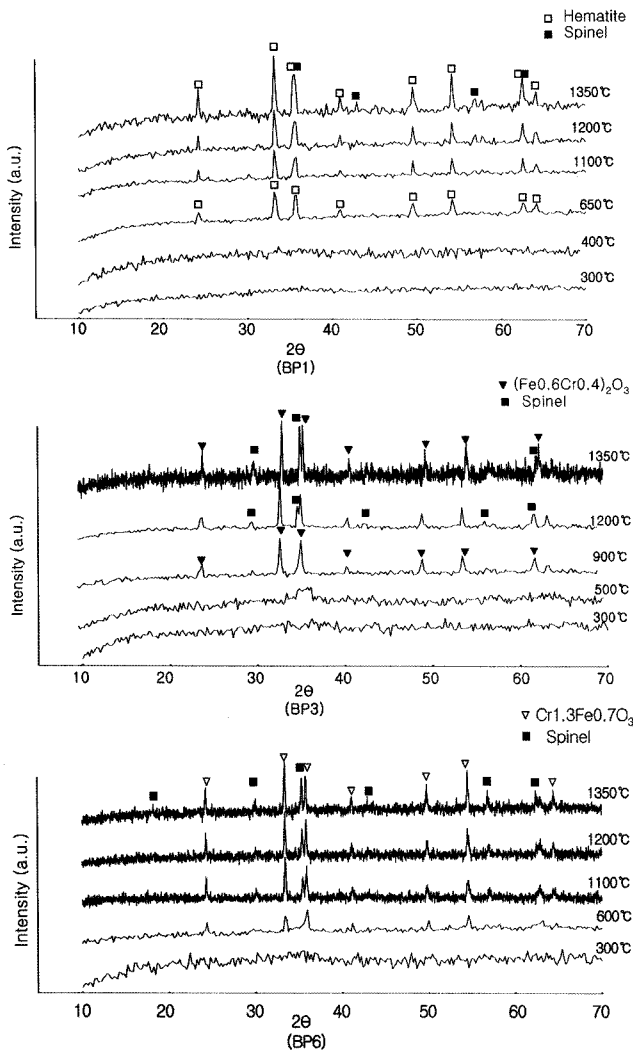 □ Hematite
■ Spinel
1350℃
1200℃
1100℃
650℃
400℃
300℃
Intensity (a.u.)
10 20 30 40 50 60 70
2Θ
(BP1)
▼ (Fe0.6Cr0.4)₂O₃
■ Spinel
1350℃
1200℃
900℃
500℃
300℃
Intensity (a.u.)
10 20 30 40 50 60 70
2Θ
(BP3)
▽ Cr1.3Fe0.7O₃
■ Spinel
1350℃
1200℃
1100℃
600℃
300℃
Intensity (a.u.)
10 20 30 40 50 60 70
2Θ
(BP6)